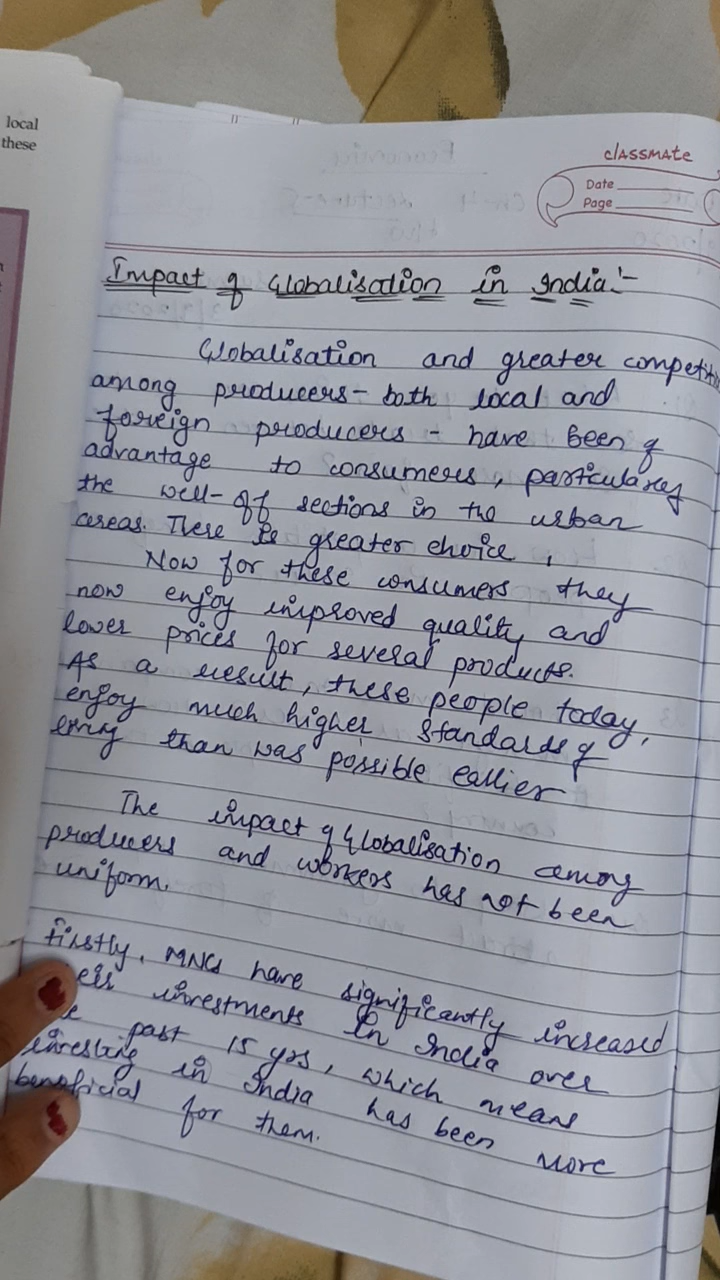 local
these
classmate
Date
Page
Impact of Globalisation in India:-
Globalisation and greater competiti
among producers- both local and
foreign producers - have been of
advantage to consumers, particularly
the well-off sections in the urban
areas. There is greater choice,
Now for these consumers they
now enjoy improved quality and
lower prices for several products.
As a result, these people today,
enjoy much higher standards of
than was possible earlier
The impact of Globalisation among
producers and workers has not been
uniform.
Firstly, MNCs have significantly increased
investments in India over
past 15 yrs, which means
investing in India has been more
beneficial for them.